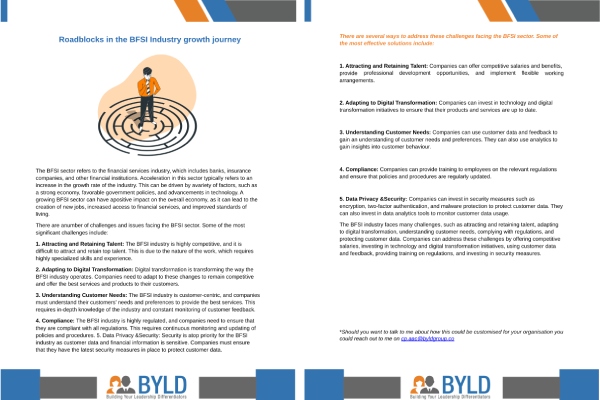 Roadblocks in the BFSI Industry growth journey
The BFSI sector refers to the financial services industry, which includes banks, insurance
companies, and other financial institutions. Acceleration in this sector typically refers to an
increase in the growth rate of the industry. This can be driven by avariety of factors, such as
a strong economy, favorable government policies, and advancements in technology. A
growing BFSI sector can have apositive impact on the overall economy, as it can lead to the
creation of new jobs, increased access to financial services, and improved standards of
living.
There are anumber of challenges and issues facing the BFSI sector. Some of the most
significant challenge include:
1. Attracting and Retaining Talent: The BFSI industry is highly competitive, and it is
difficult to attract and retain top talent. This is due to the nature of the work, which requires
highly specialized skills and experience.
2. Adapting to Digital Transformation: Digital transformation is transforming the way the
BFSI industry operates. Companies need to adapt to these changes to remain competitive
and offer the best services and products to their customers.
3. Understanding Customer Needs: The BFSI industry is customer-centric, and companies
must understand their customers' needs and preferences to provide the best services. This
requires in-depth knowledge of the industry and constant monitoring of customer feedback.
4. Compliance: The BFSI industry is highly regulated, and companies need to ensure that
they are compliant with all regulations. This requires continuous monitoring and updating of
policies and procedures. 5. Data Privacy &Security: Security is atop priority for the BFSI
industry as customer data and financial information is sensitive. Companies must ensure
that they have the latest security measures in place to protect customer data.
BYLD
Building Your Leadership Differentiators
There are several ways to address these challenges facing the BFSI sector. Some of
the most effective solutions include:
1. Attracting and Retaining Talent: Companies can offer competitive salaries and benefits,
provide professional development opportunities, and implement flexible working
arrangements.
2. Adapting to Digital Transformation: Companies can invest in technology and digital
transformation initiatives to ensure that their products and services are up to date.
3. Understanding Customer Needs: Companies can use customer data and feedback to
gain an understanding of customer needs and preferences. They can also use analytics to
gain insights into customer behaviour.
4. Compliance: Companies can provide training to employees on the relevant regulations
and ensure that policies and procedures are regularly updated.
5. Data Privacy &Security: Companies can invest in security measures such as
encryption, two-factor authentication, and malware protection to protect customer data. They
can also invest in data analytics tools to monitor customer data usage.
The BFSI industry faces many challenges, such as attracting and retaining talent, adapting
to digital transformation, understanding customer needs, complying with regulations, and
protecting customer data. Companies can address these challenges by offering competitive
salaries, investing in technology and digital transformation initiatives, using customer data
and feedback, providing training on regulations, and investing in security measures.
*Should you want to talk to me about how this could be customised for your organisation you
could reach out to me on cp.aac@byldgroup.co
BYLD
Building Your Leadership Differentiators